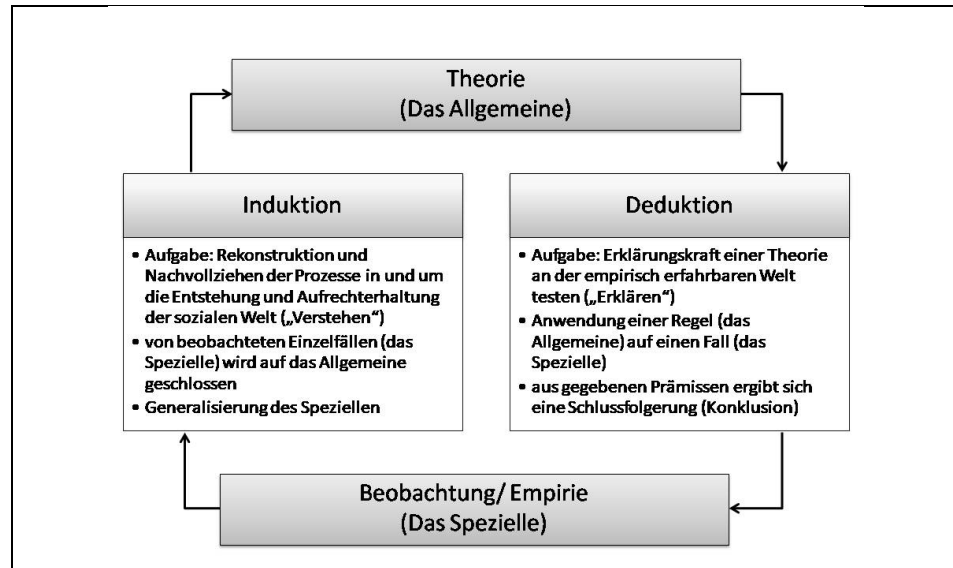 Theorie
(Das Allgemeine)
Induktion
• Aufgabe: Rekonstruktion und
Nachvollziehen der Prozesse in und um
die Entstehung und Aufrechterhaltung
der sozialen Welt („Verstehen“)
• von beobachteten Einzelfällen (das
Spezielle) wird auf das Allgemeine
geschlossen
• Generalisierung des Speziellen
Deduktion
• Aufgabe: Erklärungskraft einer Theorie
an der empirisch erfahrbaren Welt
testen („Erklären“)
• Anwendung einer Regel (das
Allgemeine) auf einen Fall (das
Spezielle)
• aus gegebenen Prämissen ergibt sich
eine Schlussfolgerung (Konklusion)
Beobachtung/ Empirie
(Das Spezielle)